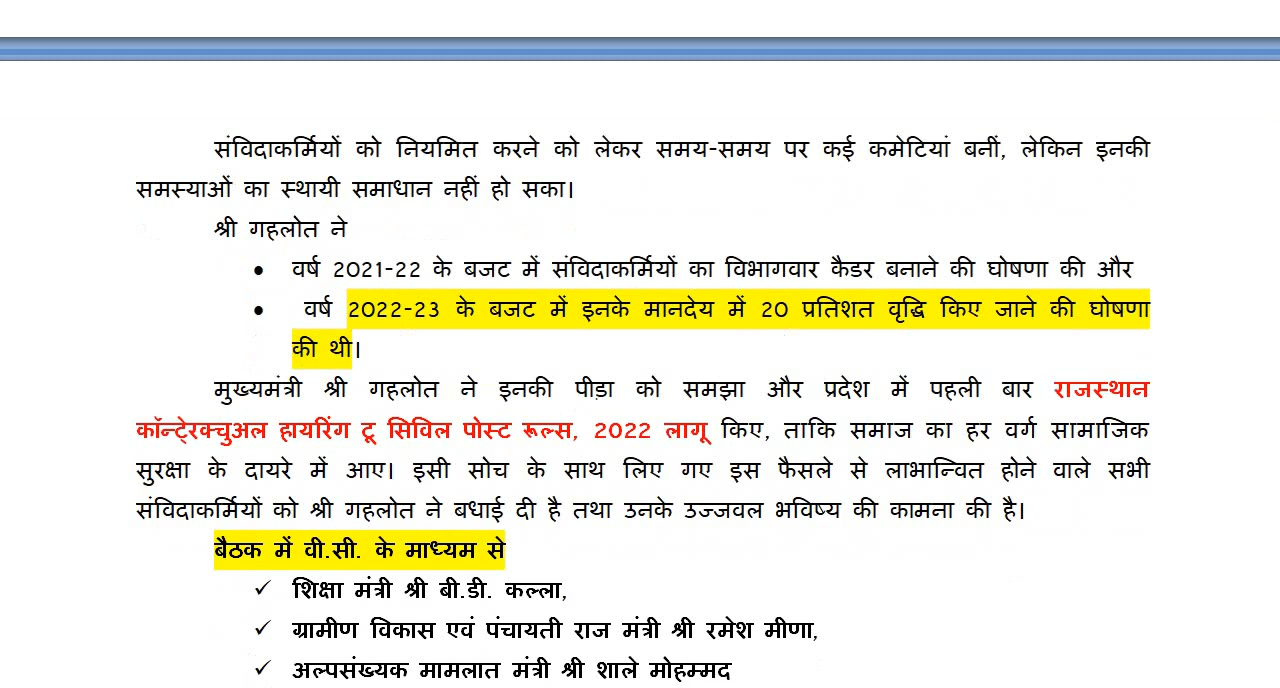 संविदाकर्मियों को नियमित करने को लेकर समय-समय पर कई कमेटियां बनीं, लेकिन इनकी
समस्याओं का स्थायी समाधान नहीं हो सका।
श्री गहलोत ने
• वर्ष 2021-22 के बजट में संविदाकर्मियों का विभागवार कैडर बनाने की घोषणा की और
• वर्ष 2022-23 के बजट में इनके मानदेय में 20 प्रतिशत वृद्धि किए जाने की घोषणा
की थी।
मुख्यमंत्री श्री गहलोत ने इनकी पीड़ा को समझा और प्रदेश में पहली बार राजस्थान
कॉन्टे्रक्चुअल हायरिंग टू सिविल पोस्ट रूल्स, 2022 लागू किए, ताकि समाज का हर वर्ग सामाजिक
सुरक्षा के दायरे में आए। इसी सोच के साथ लिए गए इस फैसले से लाभान्वित होने वाले सभी
संविदाकर्मियों को श्री गहलोत ने बधाई दी है तथा उनके उज्जवल भविष्य की कामना की है।
बैठक में वी.सी. के माध्यम से
✓ शिक्षा मंत्री श्री बी.डी. कल्ला,
✓ ग्रामीण विकास एवं पंचायती राज मंत्री श्री रमेश मीणा,
✓ अल्पसंख्यक मामलात मंत्री श्री शाले मोहम्मद